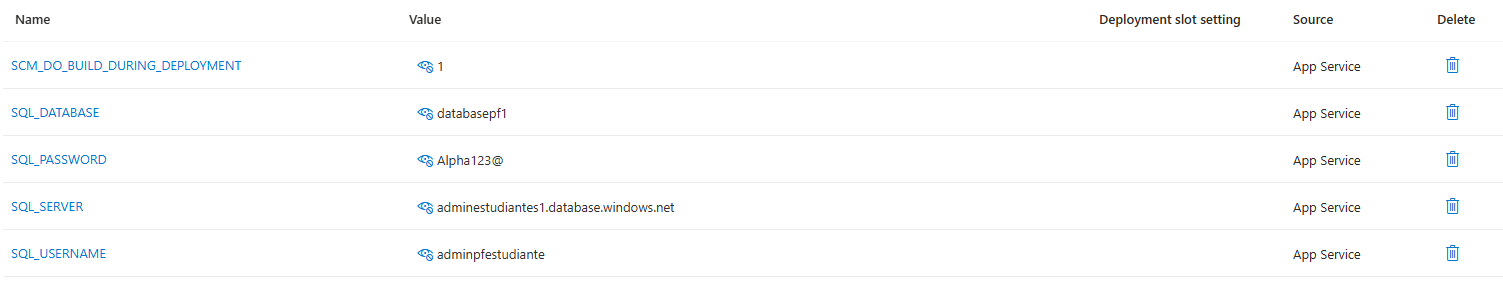 Name Value Deployment slot setting Source Delete
SCM_DO_BUILD_DURING_DEPLOYMENT 1 App Service
SQL_DATABASE databasepf1 App Service
SQL_PASSWORD Alpha123@ App Service
SQL_SERVER adminestudiantes1.database.windows.net App Service
SQL_USERNAME adminpfestudiante App Service